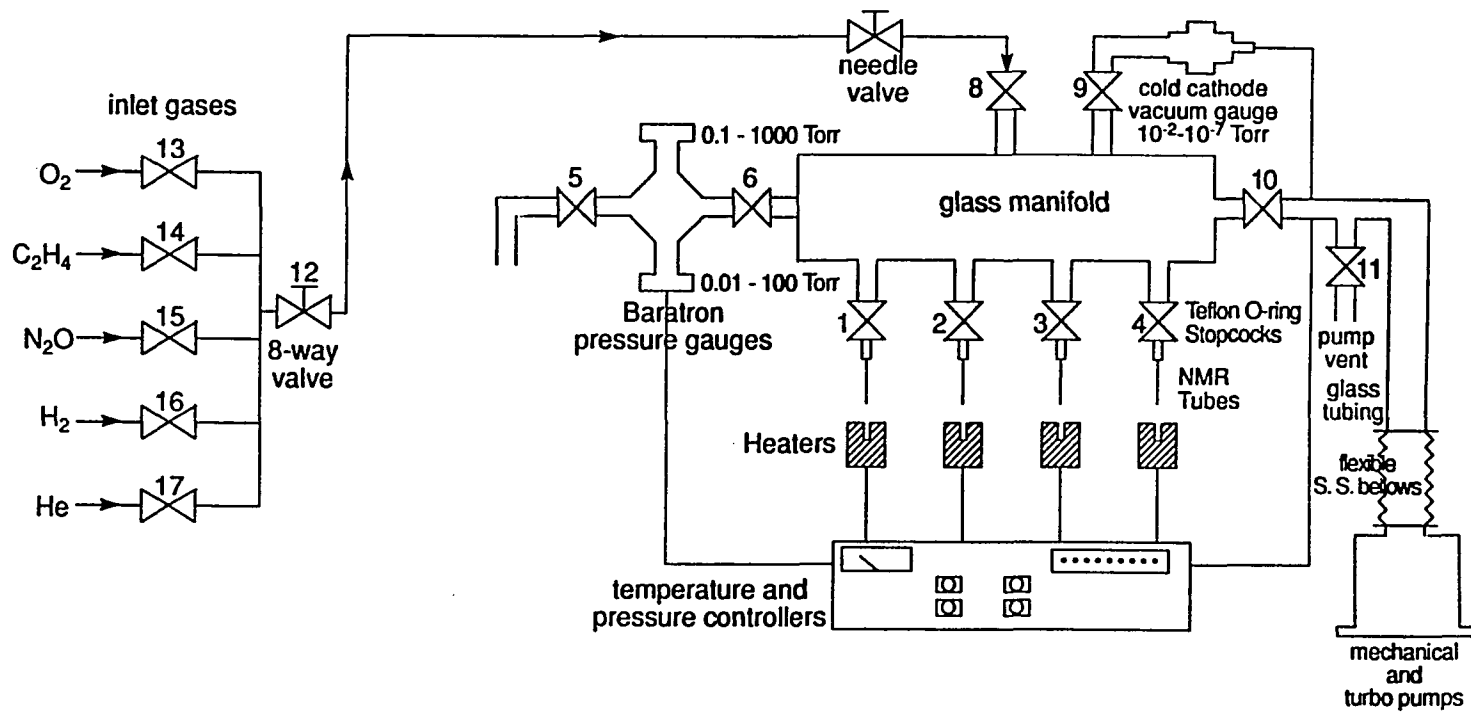 inlet gases
O₂
13
C₂H₄
14
N₂O
15
H₂
16
He
17
12
8-way
valve
needle
valve
8
9
cold cathode
vacuum gauge
10⁻²-10⁻⁷ Torr
0.1 - 1000 Torr
5
6
glass manifold
10
11
pump
vent
0.01 - 100 Torr
Baratron
pressure gauges
1
2
3
4
Teflon O-ring
Stopcocks
NMR
Tubes
glass
tubing
Heaters
flexible
S. S. bellows
temperature and
pressure controllers
mechanical
and
turbo pumps